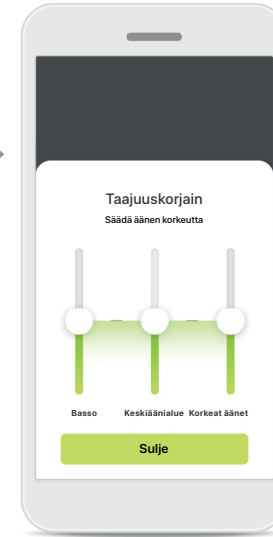 Taajuuskorjain
Säädä äänen korkeutta
Basso Keskiäänialue Korkeat äänet
Sulje